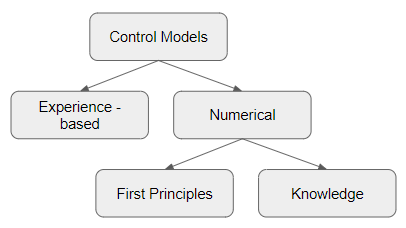 Control Models
Experience -
based
Numerical
First Principles
Knowledge